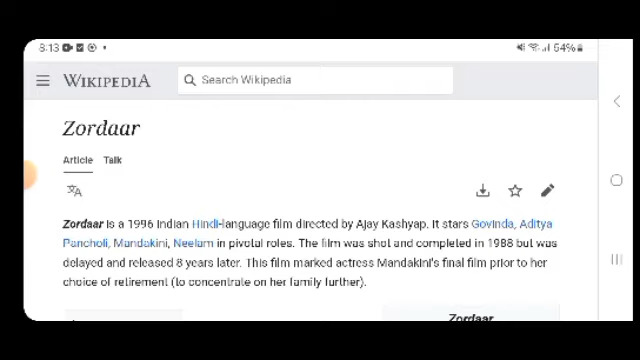 8:13 54%
WIKIPEDIA Search Wikipedia
Zordaar
Article Talk
Zordaar is a 1996 Indian Hindi-language film directed by Ajay Kashyap. It stars Govinda, Aditya
Pancholi, Mandakini, Neelam in pivotal roles. The film was shot and completed in 1988 but was
delayed and released 8 years later. This film marked actress Mandakini's final film prior to her
choice of retirement (to concentrate on her family further).
Zordaar